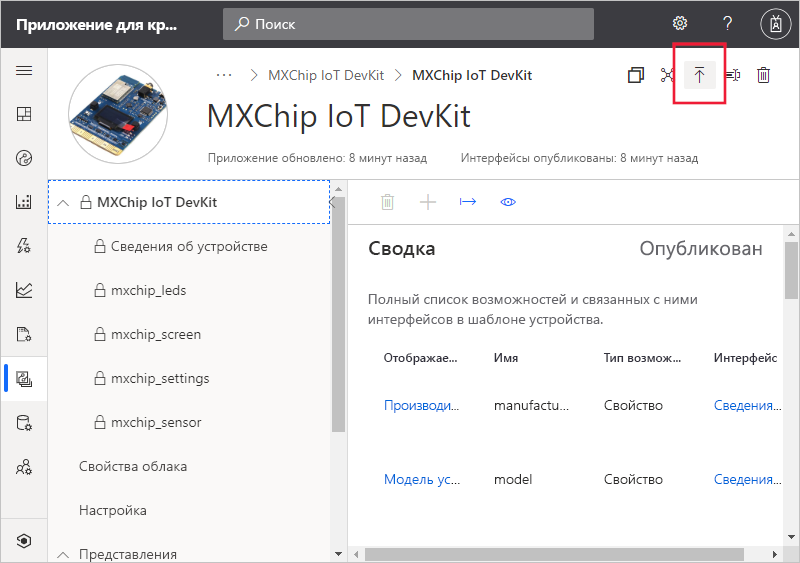 Приложение для кр...
Поиск
?
··· > MXChip IoT DevKit > MXChip IoT DevKit
MXChip IoT DevKit
Приложение обновлено: 8 минут назад
Интерфейсы опубликованы: 8 минут назад
MXChip IoT DevKit
Сведения об устройстве
mxchip_leds
mxchip_screen
mxchip_settings
mxchip_sensor
Свойства облака
Настройка
Представления
Сводка
Опубликован
Полный список возможностей и связанных с ними
интерфейсов в шаблоне устройства.
Отображае... Имя Тип возмож... Интерфейс
Производи... manufactu... Свойство Сведения...
Модель ус... model Свойство Сведения...